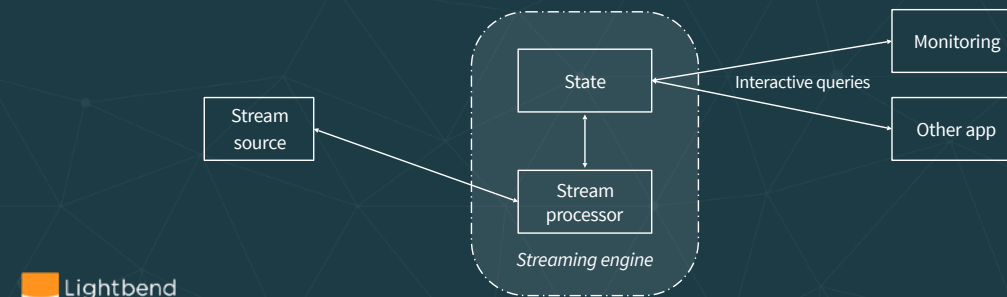 Stream
source
State
Stream
processor
Streaming engine
Interactive queries
Monitoring
Other app
Lightbend